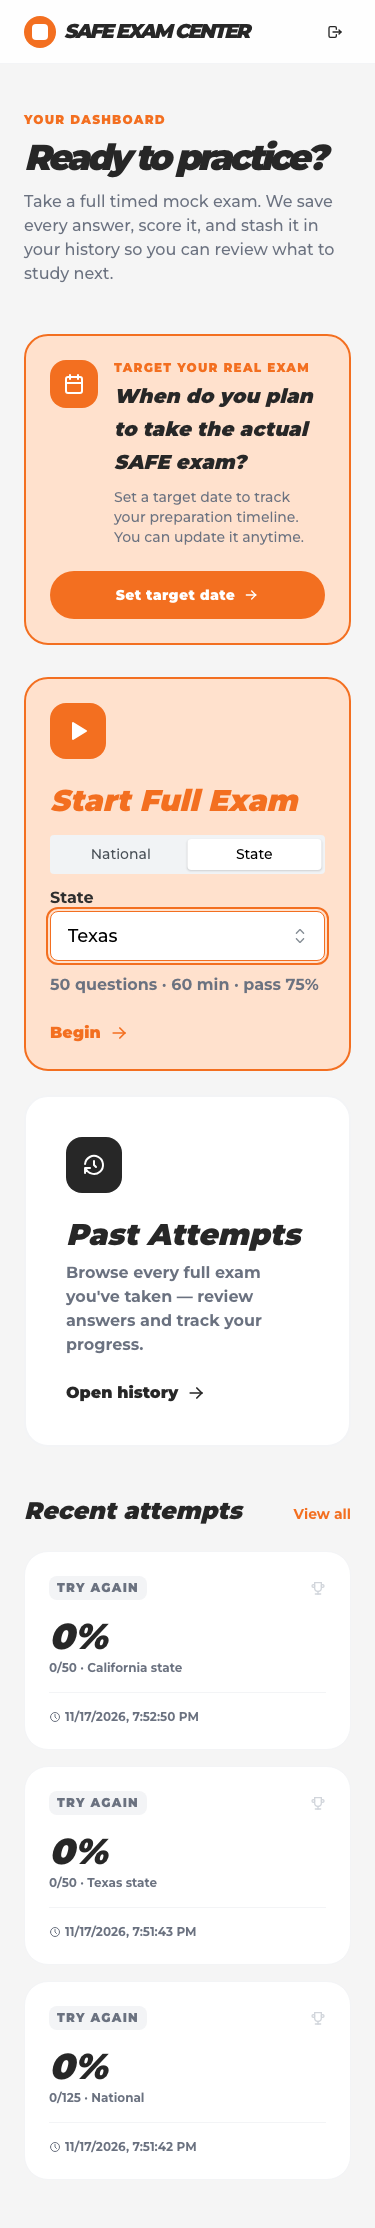 SAFE EXAM CENTER
YOUR DASHBOARD
Ready to practice?
Take a full timed mock exam. We save
every answer, score it, and stash it in
your history so you can review what to
study next.
TARGET YOUR REAL EXAM
When do you plan
to take the actual
SAFE exam?
Set a target date to track
your preparation timeline.
You can update it anytime.
Set target date →
Start Full Exam
National State
State
Texas
50 questions · 60 min · pass 75%
Begin →
Past Attempts
Browse every full exam
you've taken — review
answers and track your
progress.
Open history →
Recent attempts View all
TRY AGAIN
0%
0/50 · California state
11/17/2026, 7:52:50 PM
TRY AGAIN
0%
0/50 · Texas state
11/17/2026, 7:51:43 PM
TRY AGAIN
0%
0/125 · National
11/17/2026, 7:51:42 PM